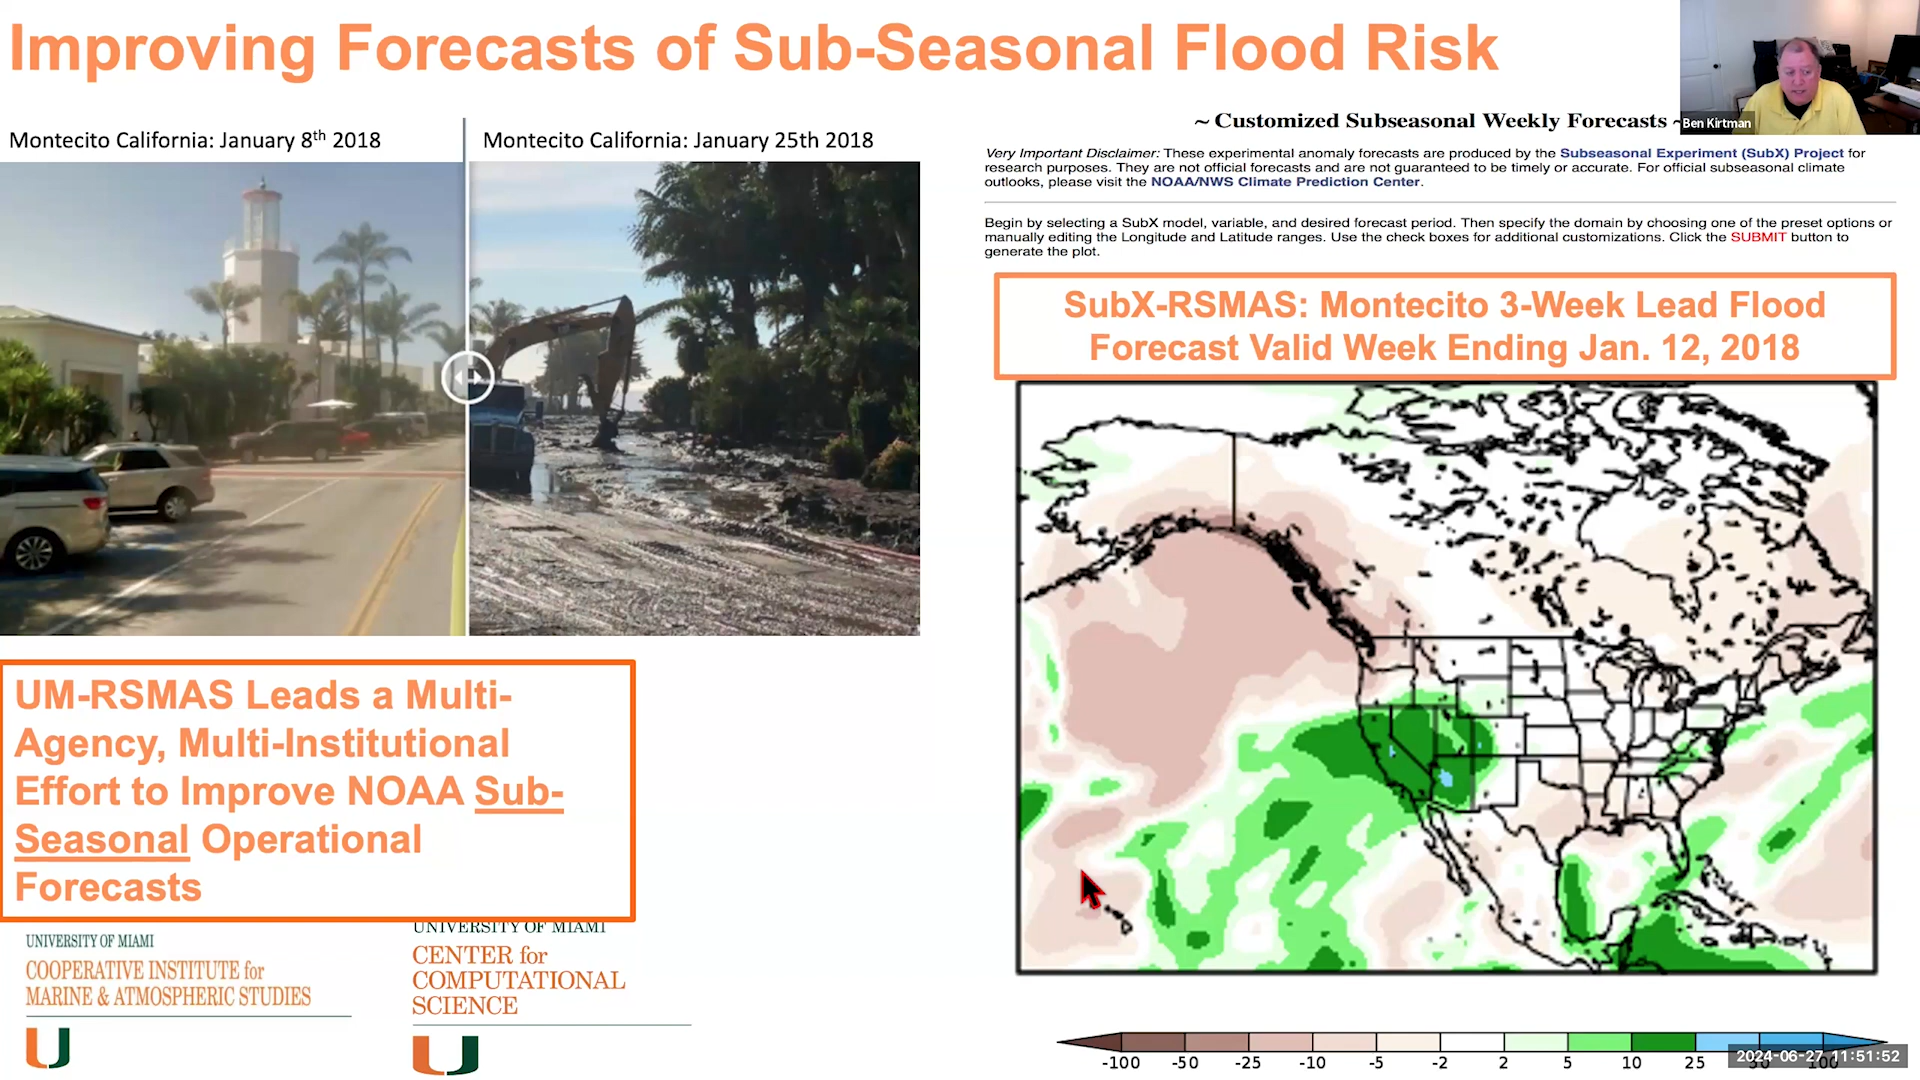 Improving Forecasts of Sub-Seasonal Flood Risk
Ben Kirtman
Montecito California: January 8th 2018
Montecito California: January 25th 2018
~ Customized Subseasonal Weekly Forecasts ~
Very Important Disclaimer: These experimental anomaly forecasts are produced by the Subseasonal Experiment (SubX) Project for
research purposes. They are not official forecasts and are not guaranteed to be timely or accurate. For official subseasonal climate
outlooks, please visit the NOAA/NWS Climate Prediction Center.
Begin by selecting a SubX model, variable, and desired forecast period. Then specify the domain by choosing one of the preset options or
manually editing the Longitude and Latitude ranges. Use the check boxes for additional customizations. Click the SUBMIT button to
generate the plot.
SubX-RSMAS: Montecito 3-Week Lead Flood
Forecast Valid Week Ending Jan. 12, 2018
UM-RSMAS Leads a Multi-
Agency, Multi-Institutional
Effort to Improve NOAA Sub-
Seasonal Operational
Forecasts
UNIVERSITY OF MIAMI
COOPERATIVE INSTITUTE for
MARINE & ATMOSPHERIC STUDIES
UNIVERSITY OF MIAMI
CENTER for
COMPUTATIONAL
SCIENCE
-100 -50 -25 -10 -5 -2 2 5 10 25 50 100
2024-06-27 11:51:52